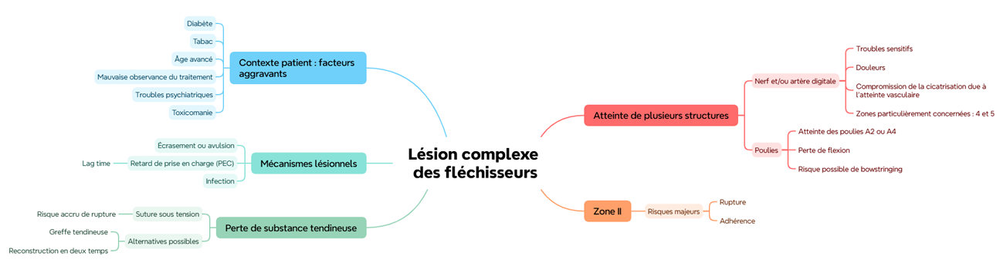 Lésion complexe
des fléchisseurs
Contexte patient : facteurs
aggravants
Diabète
Tabac
Âge avancé
Mauvaise observance du traitement
Troubles psychiatriques
Toxicomanie
Mécanismes lésionnels
Écrasement ou avulsion
Retard de prise en charge (PEC)
Lag time
Infection
Perte de substance tendineuse
Suture sous tension
Risque accru de rupture
Alternatives possibles
Greffe tendineuse
Reconstruction en deux temps
Atteinte de plusieurs structures
Nerf et/ou artère digitale
Troubles sensitifs
Douleurs
Compromission de la cicatrisation due à
l'atteinte vasculaire
Zones particulièrement concernées : 4 et 5
Poulies
Atteinte des poulies A2 ou A4
Perte de flexion
Risque possible de bowstringing
Zone II
Risques majeurs
Rupture
Adhérence